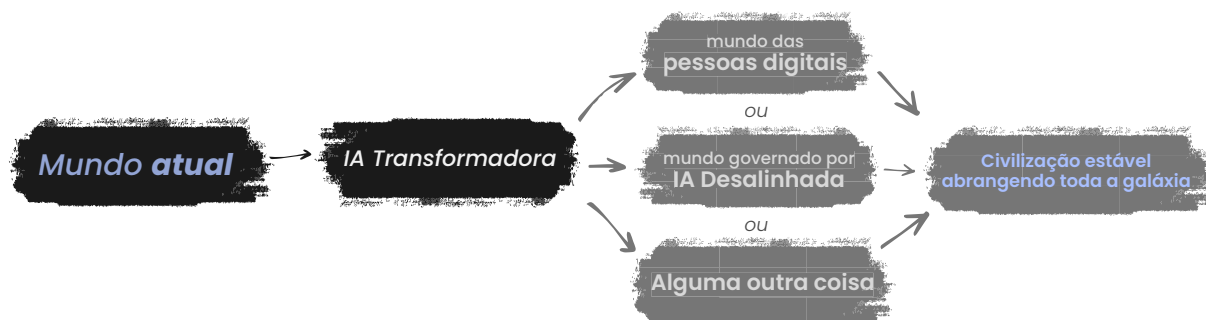 Mundo atual
IA Transformadora
mundo das
pessoas digitais
ou
mundo governado por
IA Desalinhada
ou
Alguma outra coisa
Civilização estável
abrangendo toda a galáxia